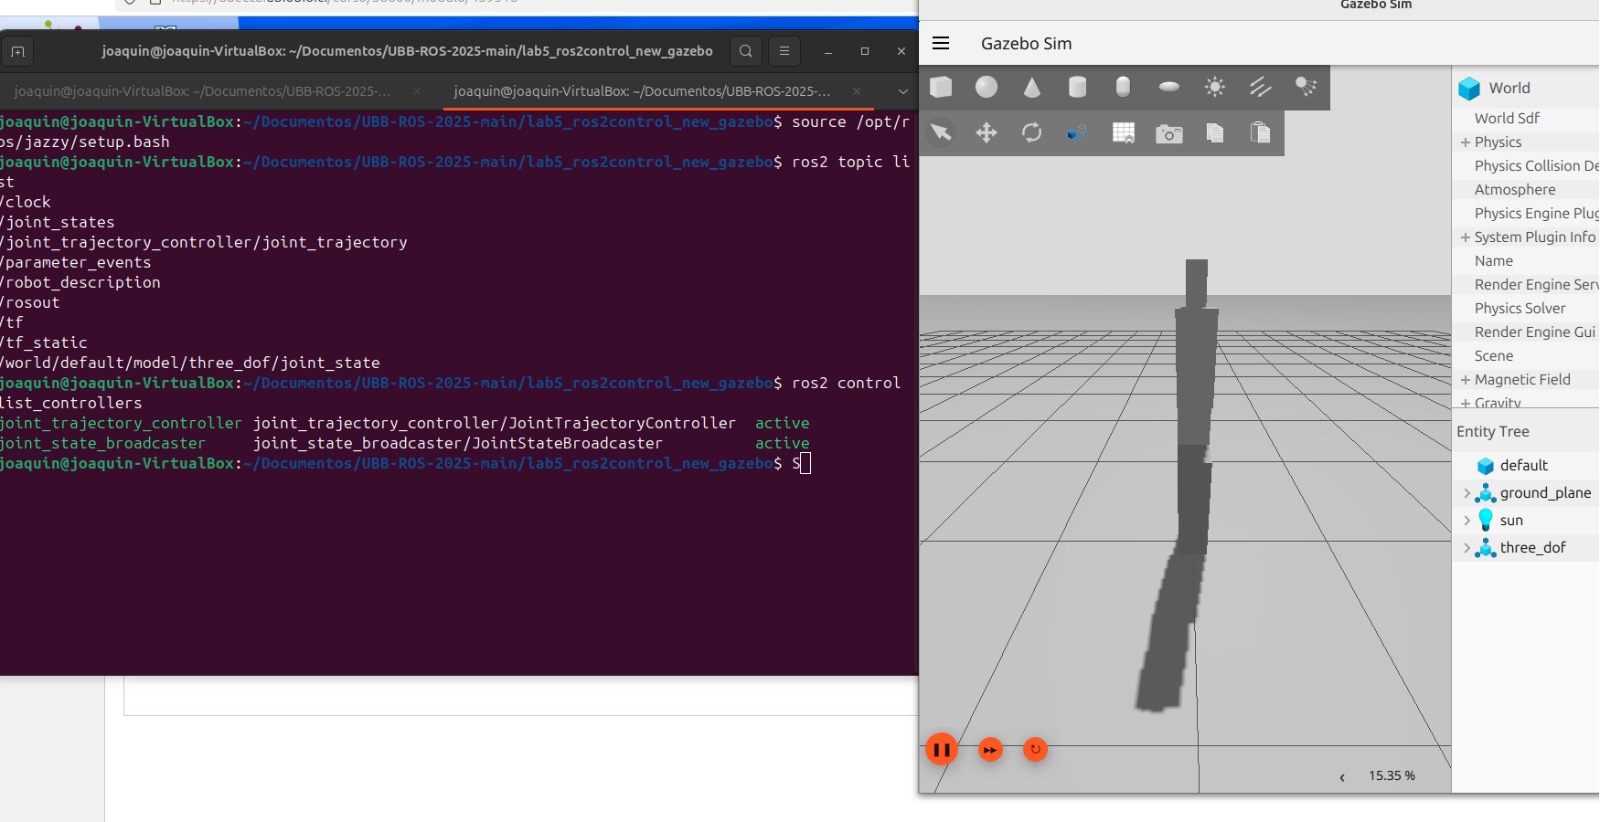 Gazebo Sim
joaquin@joaquin-VirtualBox: ~/Documentos/UBB-ROS-2025-main/lab5_ros2control_new_gazebo
joaquin@joaquin-VirtualBox: ~/Documentos/UBB-ROS-2025-...
joaquin@joaquin-VirtualBox: ~/Documentos/UBB-ROS-2025-...
joaquin@joaquin-VirtualBox:~/Documentos/UBB-ROS-2025-main/lab5_ros2control_new_gazebo$ source /opt/r
os/jazzy/setup.bash
joaquin@joaquin-VirtualBox:~/Documentos/UBB-ROS-2025-main/lab5_ros2control_new_gazebo$ ros2 topic li
st
/clock
/joint_states
/joint_trajectory_controller/joint_trajectory
/parameter_events
/robot_description
/rosout
/tf
/tf_static
/world/default/model/three_dof/joint_state
joaquin@joaquin-VirtualBox:~/Documentos/UBB-ROS-2025-main/lab5_ros2control_new_gazebo$ ros2 control
list_controllers
joint_trajectory_controller joint_trajectory_controller/JointTrajectoryController active
joint_state_broadcaster joint_state_broadcaster/JointStateBroadcaster active
joaquin@joaquin-VirtualBox:~/Documentos/UBB-ROS-2025-main/lab5_ros2control_new_gazebo$ S
Gazebo Sim
World
World Sdf
+ Physics
Physics Collision De
Atmosphere
Physics Engine Plug
+ System Plugin Info
Name
Render Engine Serv
Physics Solver
Render Engine Gui
Scene
+ Magnetic Field
+ Gravity
Entity Tree
default
ground_plane
sun
three_dof
15.35 %